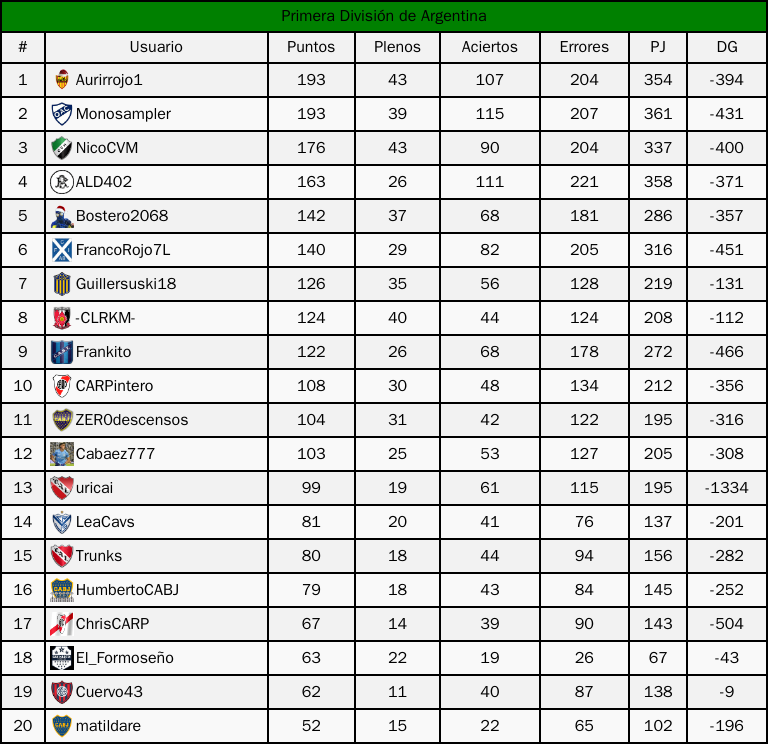 Primera División de Argentina
# Usuario Puntos Plenos Aciertos Errores PJ DG
1 Aurirrojo1 193 43 107 204 354 -394
2 Monosampler 193 39 115 207 361 -431
3 NicoCVM 176 43 90 204 337 -400
4 ALD402 163 26 111 221 358 -371
5 Bostero2068 142 37 68 181 286 -357
6 FrancoRojo7L 140 29 82 205 316 -451
7 Guillersuski18 126 35 56 128 219 -131
8 -CLRKM- 124 40 44 124 208 -112
9 Frankito 122 26 68 178 272 -466
10 CARPintero 108 30 48 134 212 -356
11 ZER0descensos 104 31 42 122 195 -316
12 Cabaez777 103 25 53 127 205 -308
13 uricai 99 19 61 115 195 -1334
14 LeaCavs 81 20 41 76 137 -201
15 Trunks 80 18 44 94 156 -282
16 HumbertoCABJ 79 18 43 84 145 -252
17 ChrisCARP 67 14 39 90 143 -504
18 El_Formoseño 63 22 19 26 67 -43
19 Cuervo43 62 11 40 87 138 -9
20 matildare 52 15 22 65 102 -196